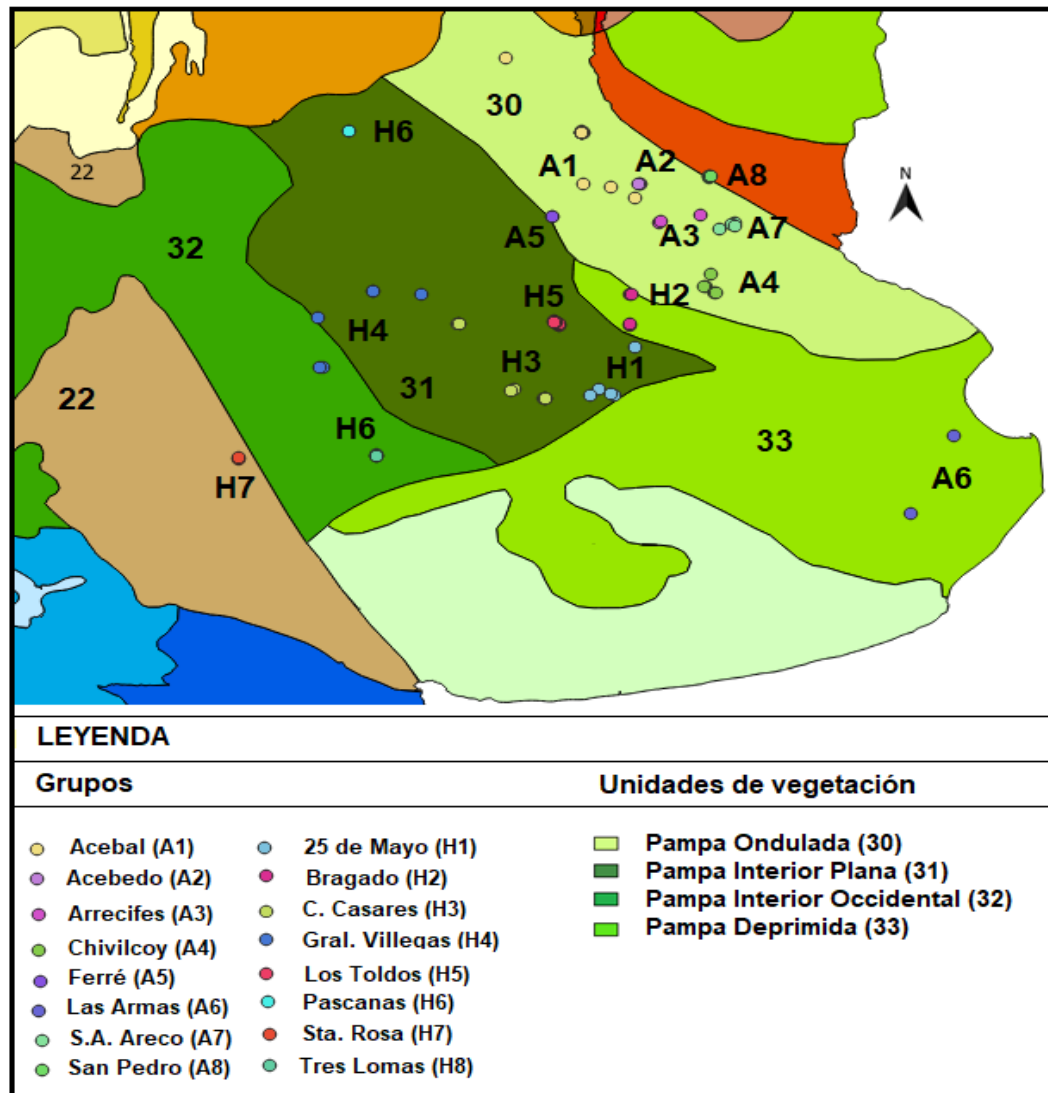 N
30
H6
A1
A2
A8
22
A5
A3
A7
32
H5
H2
A4
H4
H3
H1
31
22
H6
33
H7
A6
LEYENDA
Grupos
Acebal (A1)
Acebedo (A2)
Arrecifes (A3)
Chivilcoy (A4)
Ferré (A5)
Las Armas (A6)
S.A. Areco (A7)
San Pedro (A8)
25 de Mayo (H1)
Bragado (H2)
C. Casares (H3)
Gral. Villegas (H4)
Los Toldos (H5)
Pascanas (H6)
Sta. Rosa (H7)
Tres Lomas (H8)
Unidades de vegetación
Pampa Ondulada (30)
Pampa Interior Plana (31)
Pampa Interior Occidental (32)
Pampa Deprimida (33)